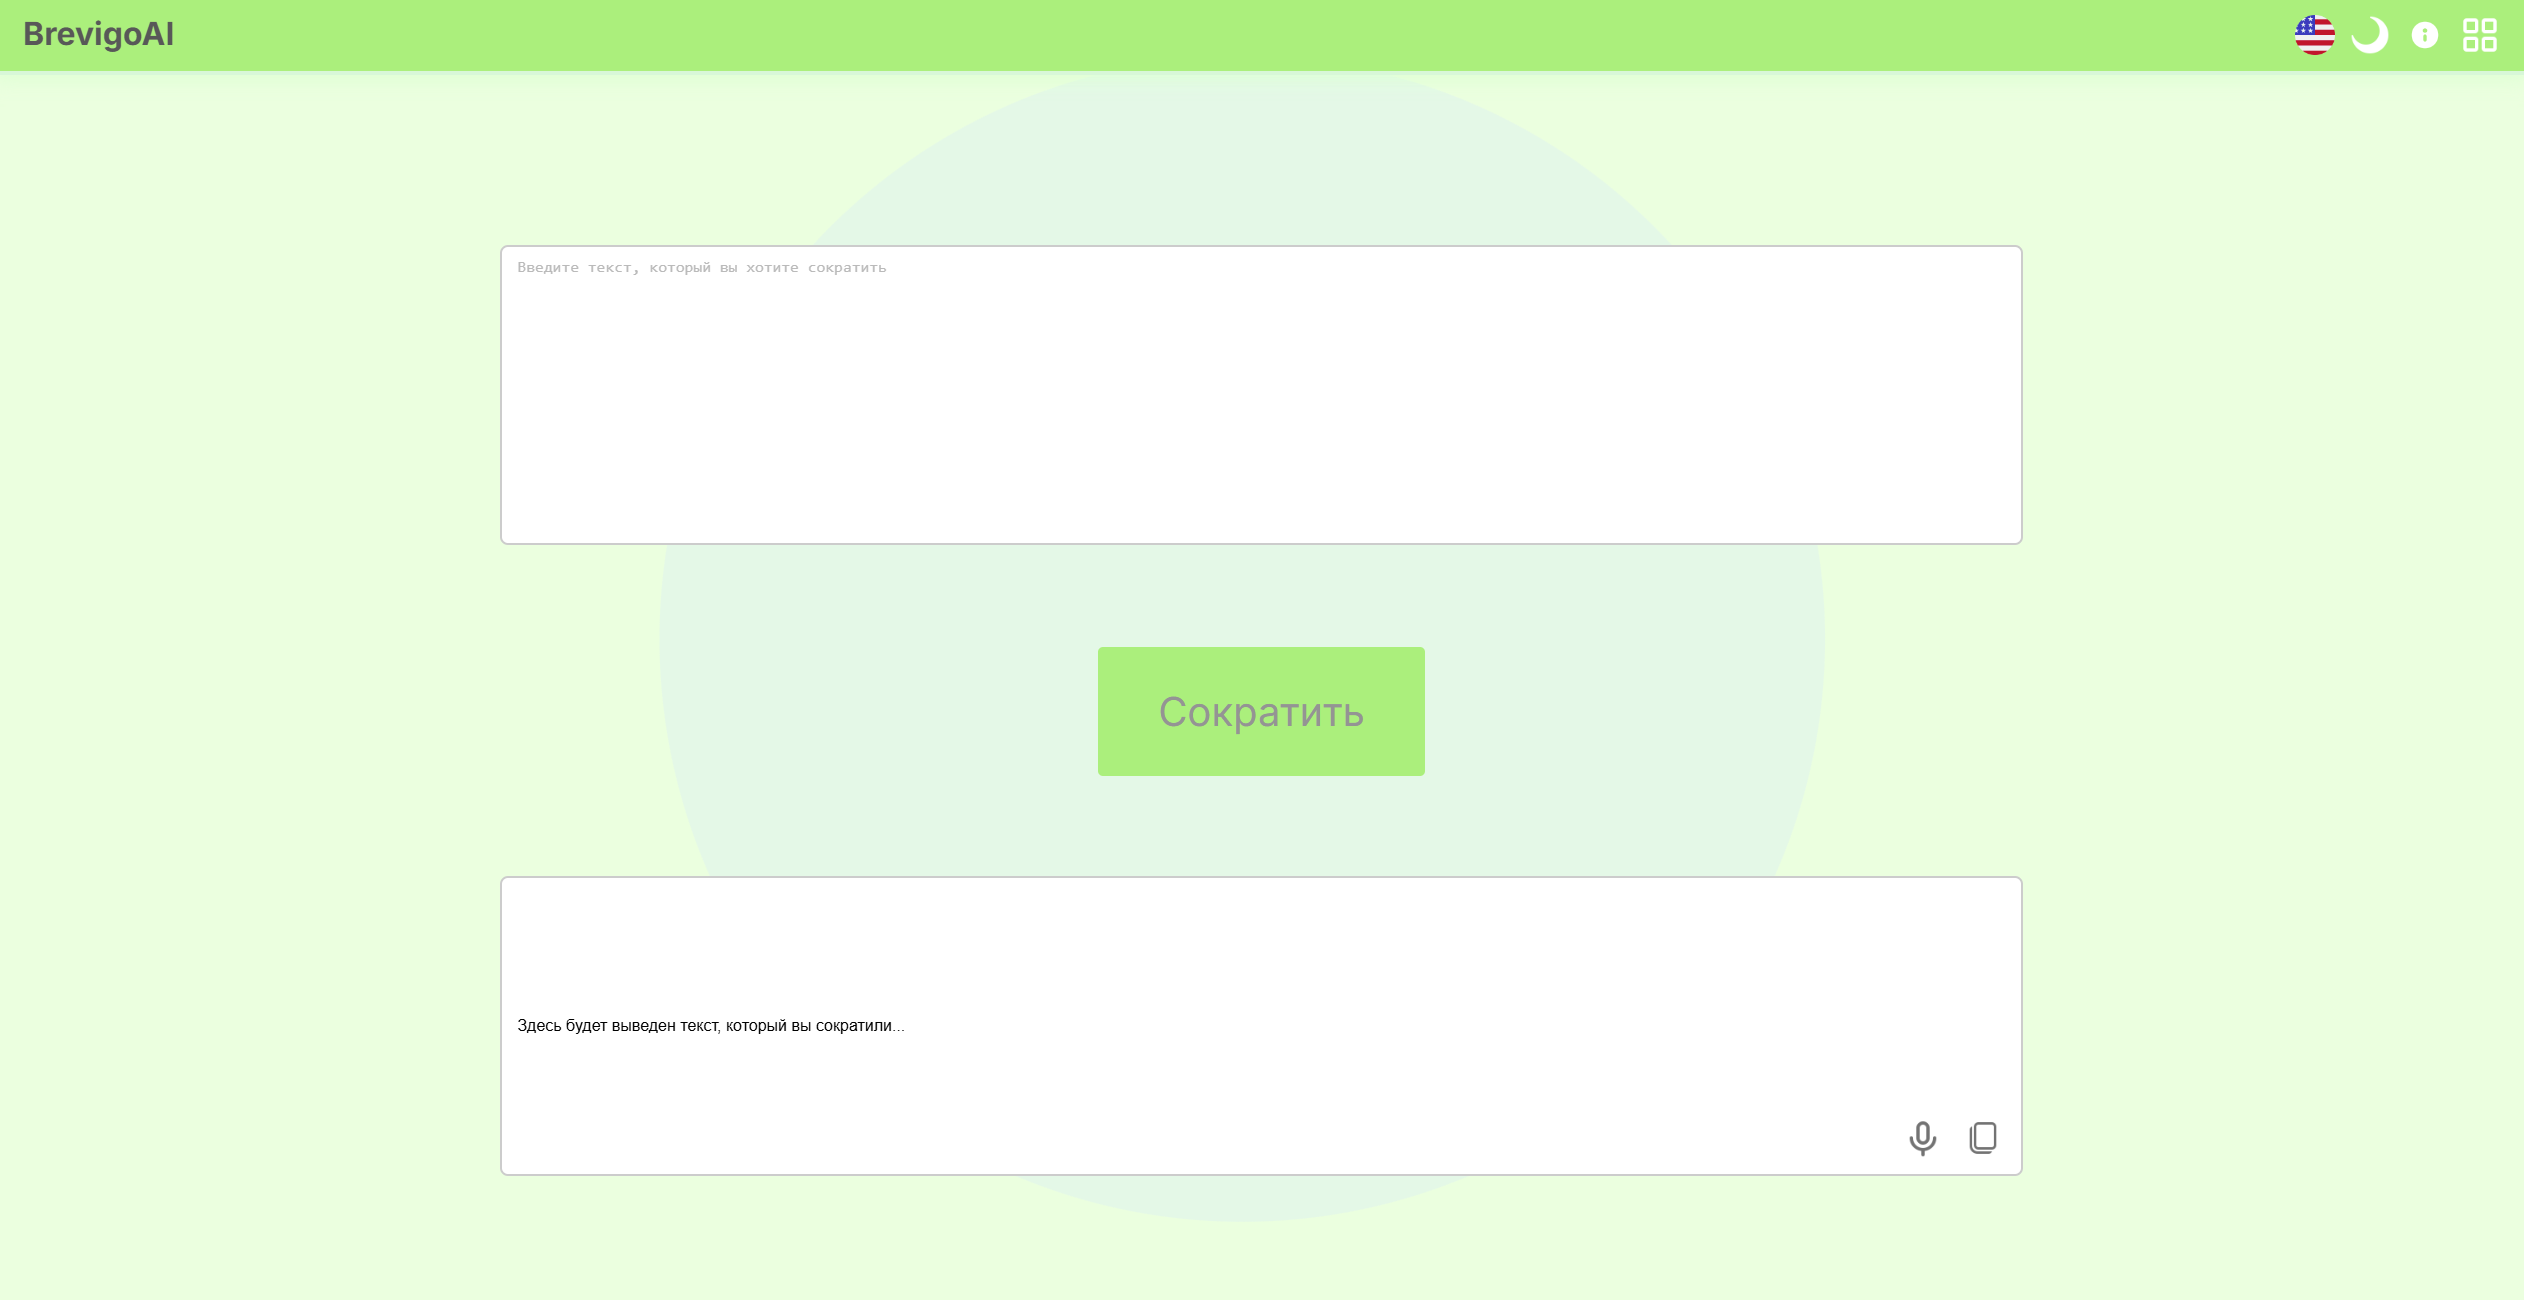 BrevigoAI
Введите текст, который вы хотите сократить
Сократить
Здесь будет выведен текст, который вы сократили...